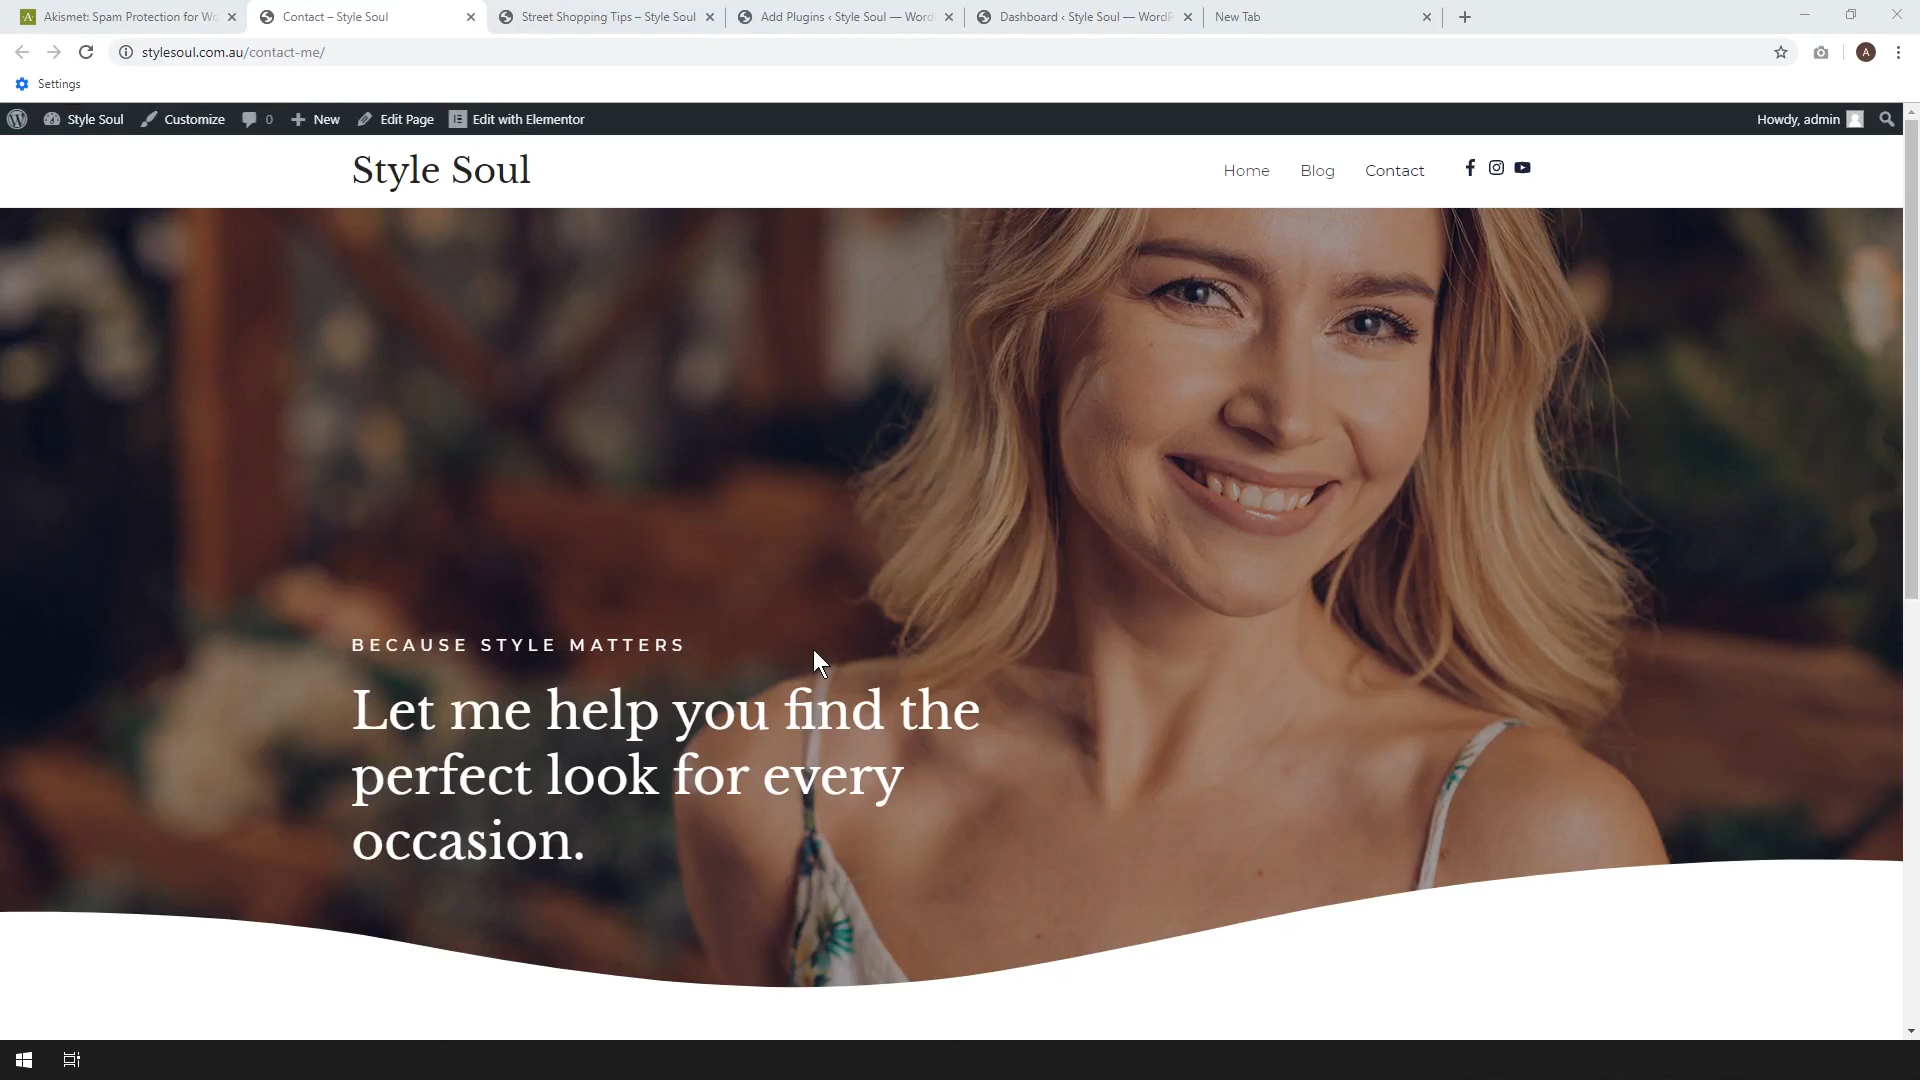 Akismet: Spam Protection for Wo
Contact – Style Soul
Street Shopping Tips – Style Soul
Add Plugins ‹ Style Soul — Word
Dashboard ‹ Style Soul — WordP
New Tab
stylesoul.com.au/contact-me/
A
Settings
Style Soul
Customize
0
New
Edit Page
Edit with Elementor
Howdy, admin
Style Soul
Home
Blog
Contact
BECAUSE STYLE MATTERS
Let me help you find the
perfect look for every
occasion.